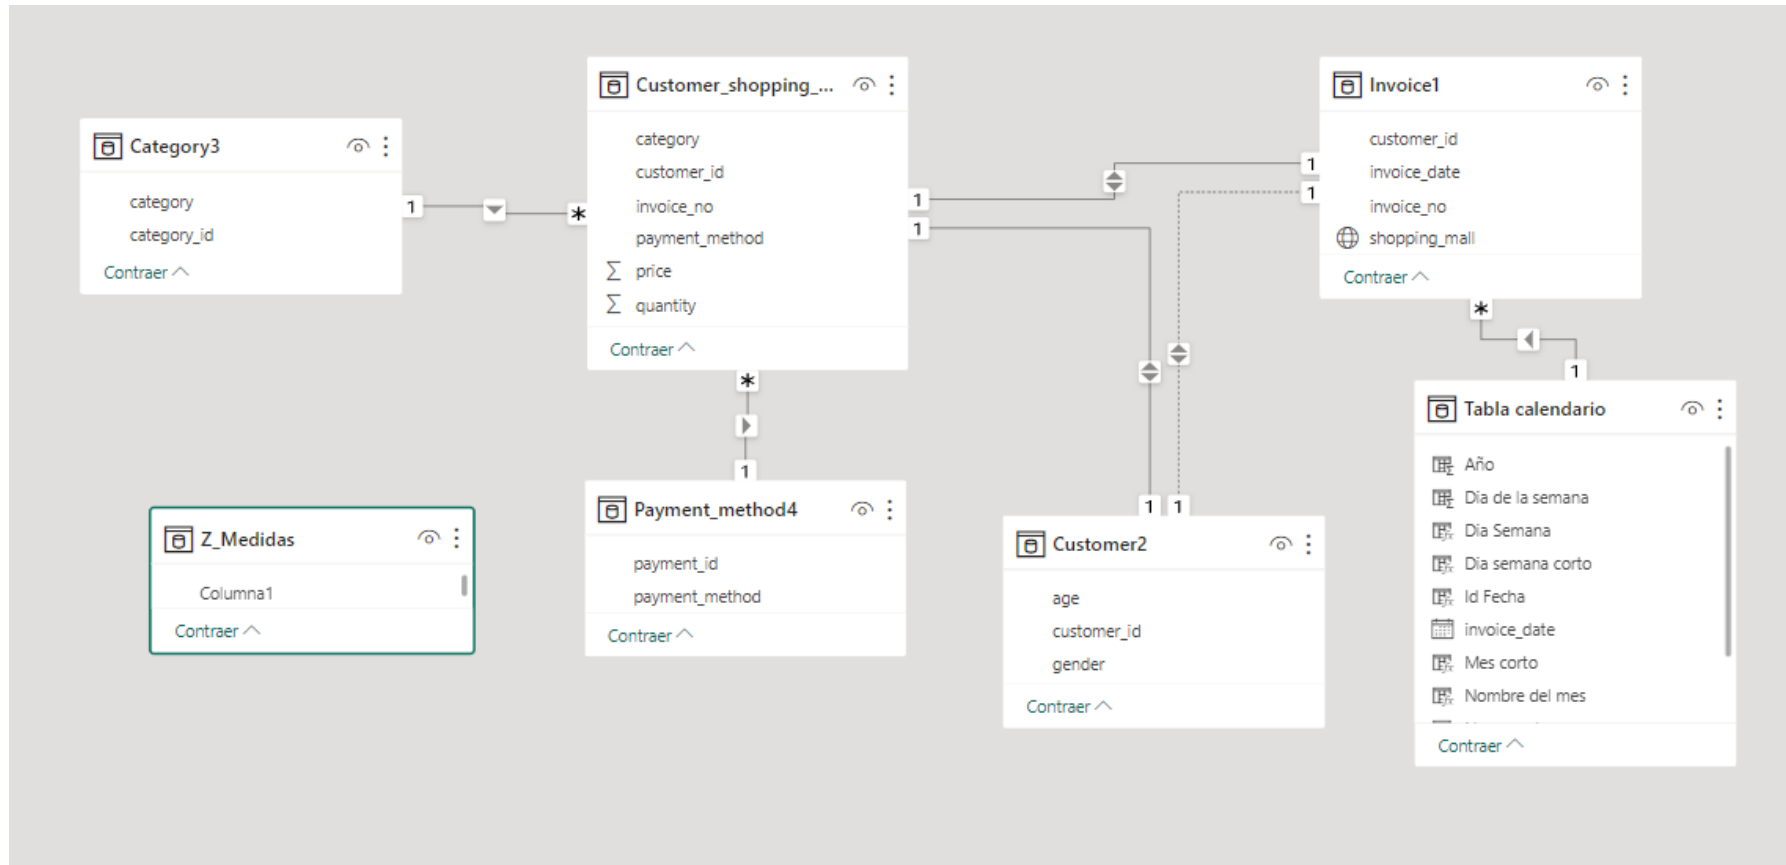 Category3
category
category_id
Contraer
Customer_shopping_...
category
customer_id
invoice_no
payment_method
price
quantity
Contraer
Invoice1
customer_id
invoice_date
invoice_no
shopping_mall
Contraer
1
*
1
1
1
1
*
1
*
1
1
1
Z_Medidas
Columna1
Contraer
Payment_method4
payment_id
payment_method
Contraer
Customer2
age
customer_id
gender
Contraer
Tabla calendario
Año
Dia de la semana
Dia Semana
Dia semana corto
Id Fecha
invoice_date
Mes corto
Nombre del mes
Contraer